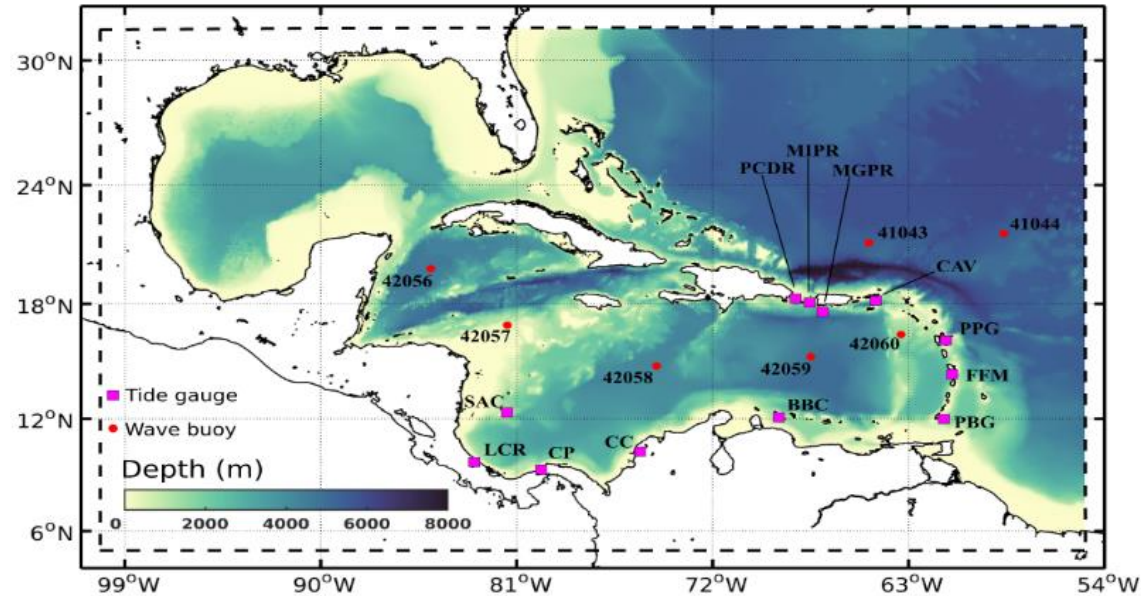 30°N
24°N
18°N
12°N
6°N
MIPR
PCDR
MGPR
41043
41044
CAV
42056
42057
42060
PPG
42058
42059
FFM
SAC
BBC
PBG
LCR
CP
CC
Tide gauge
Wave buoy
Depth (m)
0 2000 4000 6000 8000
99°W 90°W 81°W 72°W 63°W 54°W